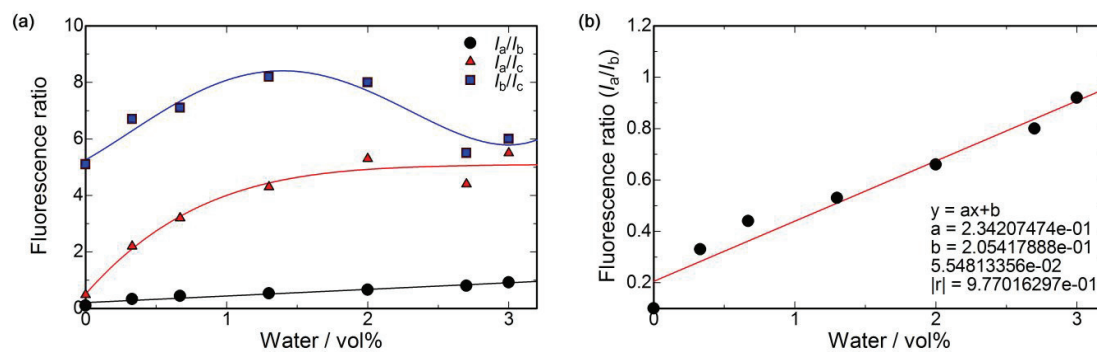 (a)
10
8
6
4
2
0
Fluorescence ratio
Ia/Ib
Ia/Ic
Ib/Ic
0 1 2 3
Water / vol%
(b)
1.2
1
0.8
0.6
0.4
0.2
Fluorescence ratio (Ia/Ib)
y = ax+b
a = 2.34207474e-01
b = 2.05417888e-01
5.54813356e-02
|r| = 9.77016297e-01
0 1 2 3
Water / vol%